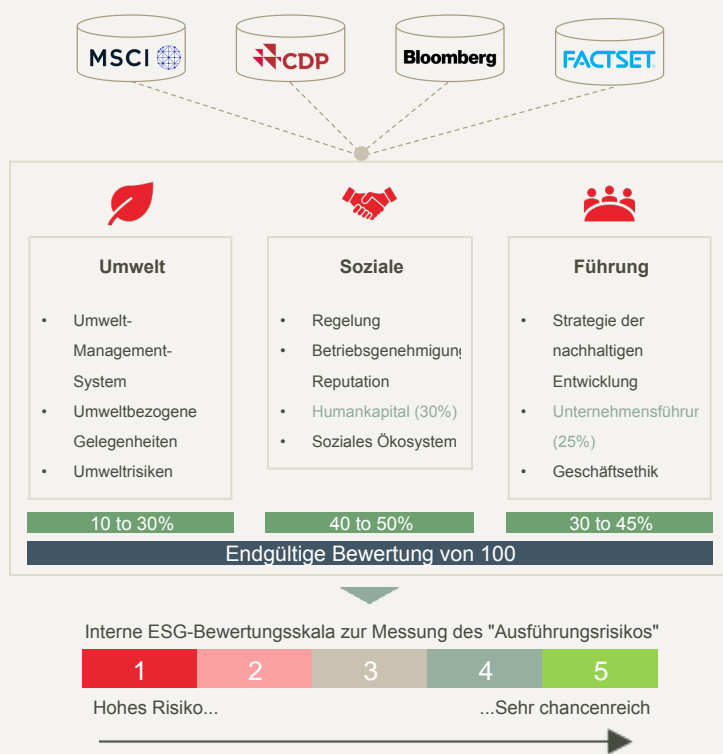 MSCI
CDP
Bloomberg
FACTSET
Umwelt
• Umwelt-
Management-
System
• Umweltbezogene
Gelegenheiten
• Umweltrisiken
10 to 30%
Soziale
• Regelung
• Betriebsgenehmigung
Reputation
• Humankapital (30%)
• Soziales Ökosystem
40 to 50%
Führung
• Strategie der
nachhaltigen
Entwicklung
• Unternehmensführur
(25%)
• Geschäftsethik
30 to 45%
Endgültige Bewertung von 100
Interne ESG-Bewertungsskala zur Messung des "Ausführungsrisikos"
1 2 3 4 5
Hohes Risiko... ...Sehr chancenreich